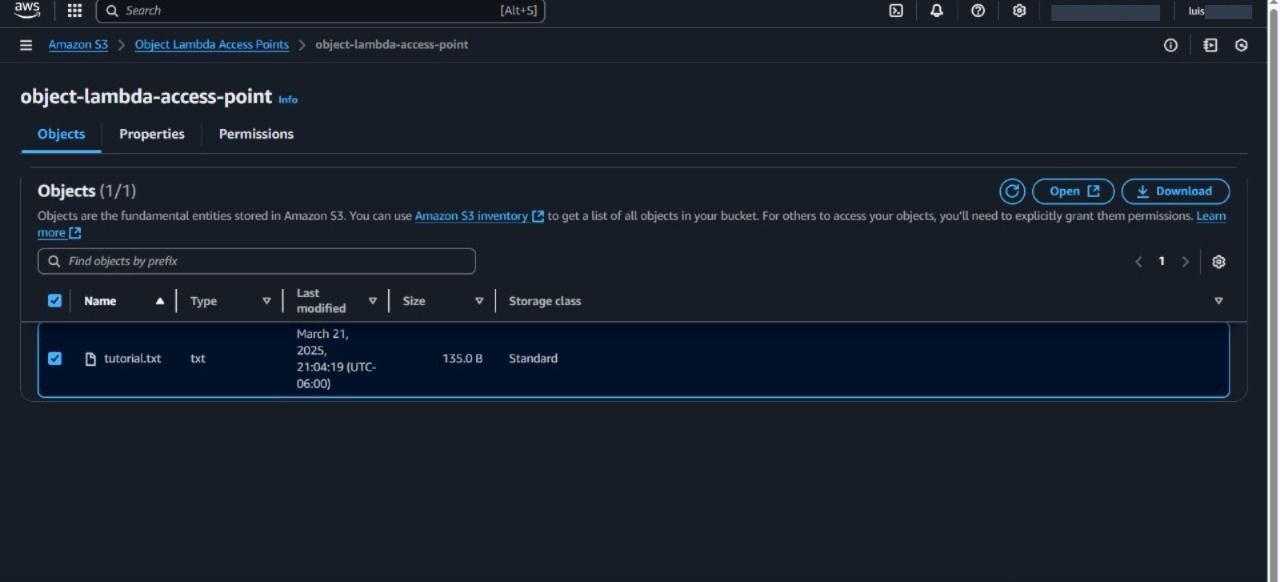 aws Search [Alt+S] luis
Amazon S3 > Object Lambda Access Points > object-lambda-access-point
object-lambda-access-point Info
Objects Properties Permissions
Objects (1/1) Open Download
Objects are the fundamental entities stored in Amazon S3. You can use Amazon S3 inventory to get a list of all objects in your bucket. For others to access your objects, you'll need to explicitly grant them permissions. Learn
more
Find objects by prefix 1
Name Type Last modified Size Storage class
tutorial.txt txt March 21, 2025, 21:04:19 (UTC-06:00) 135.0 B Standard